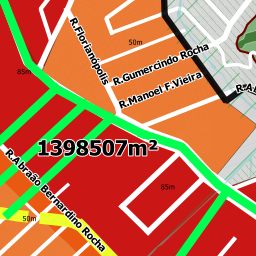 R.Florianópolis
50m
R.Gumercindo Rocha
85m
R.Manoel F.Vieira
R.A
1398507m²
R.Abraão Bernardino Rocha
85m
50m